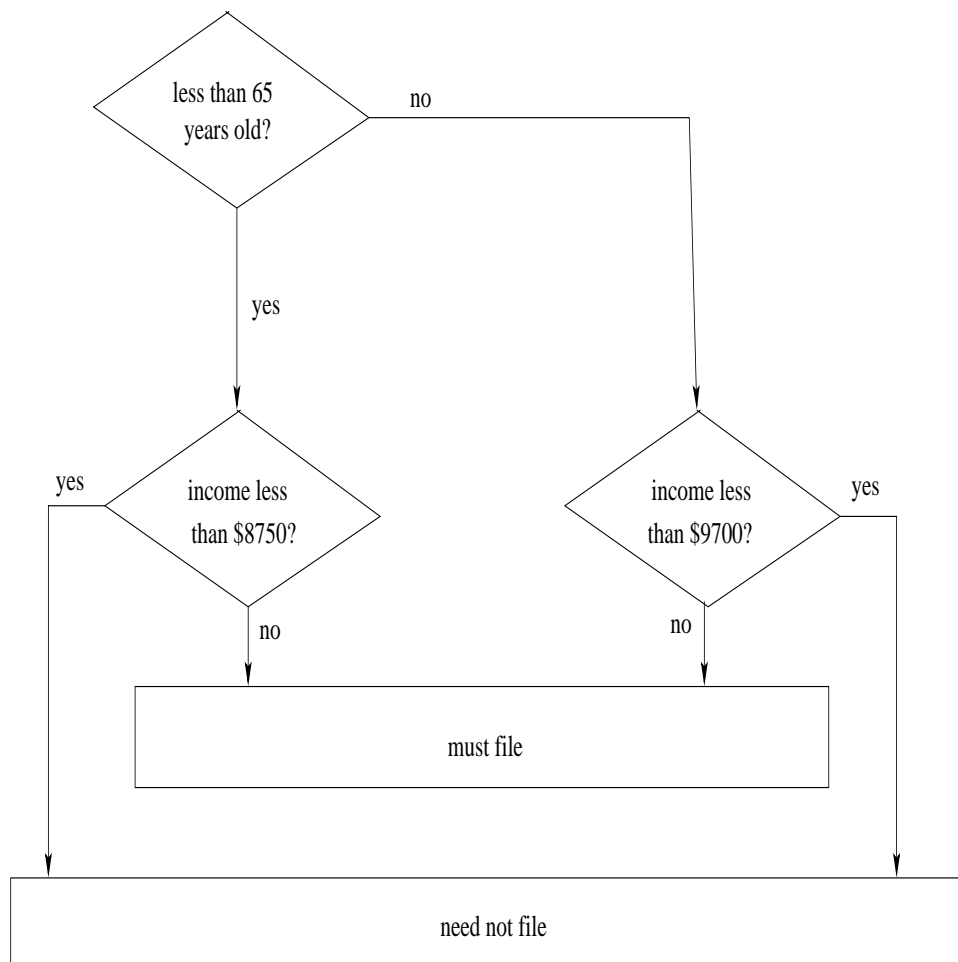 less than 65
years old?
no
yes
yes
income less
than $8750?
income less
than $9700?
yes
no
no
must file
need not file